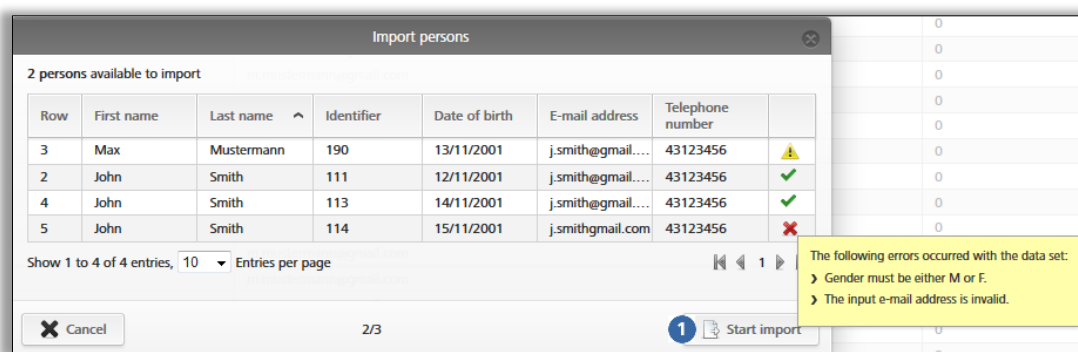 Import persons
2 persons available to import
Row First name Last name Identifier Date of birth E-mail address Telephone number
3 Max Mustermann 190 13/11/2001 j.smith@gmail.... 43123456
2 John Smith 111 12/11/2001 j.smith@gmail.... 43123456
4 John Smith 113 14/11/2001 j.smith@gmail.... 43123456
5 John Smith 114 15/11/2001 j.smithgmail.com 43123456
Show 1 to 4 of 4 entries, 10 Entries per page 1
The following errors occurred with the data set:
Gender must be either M or F.
The input e-mail address is invalid.
Cancel 2/3 1 Start import
0
0
0
0
0
0
0
0
0
0